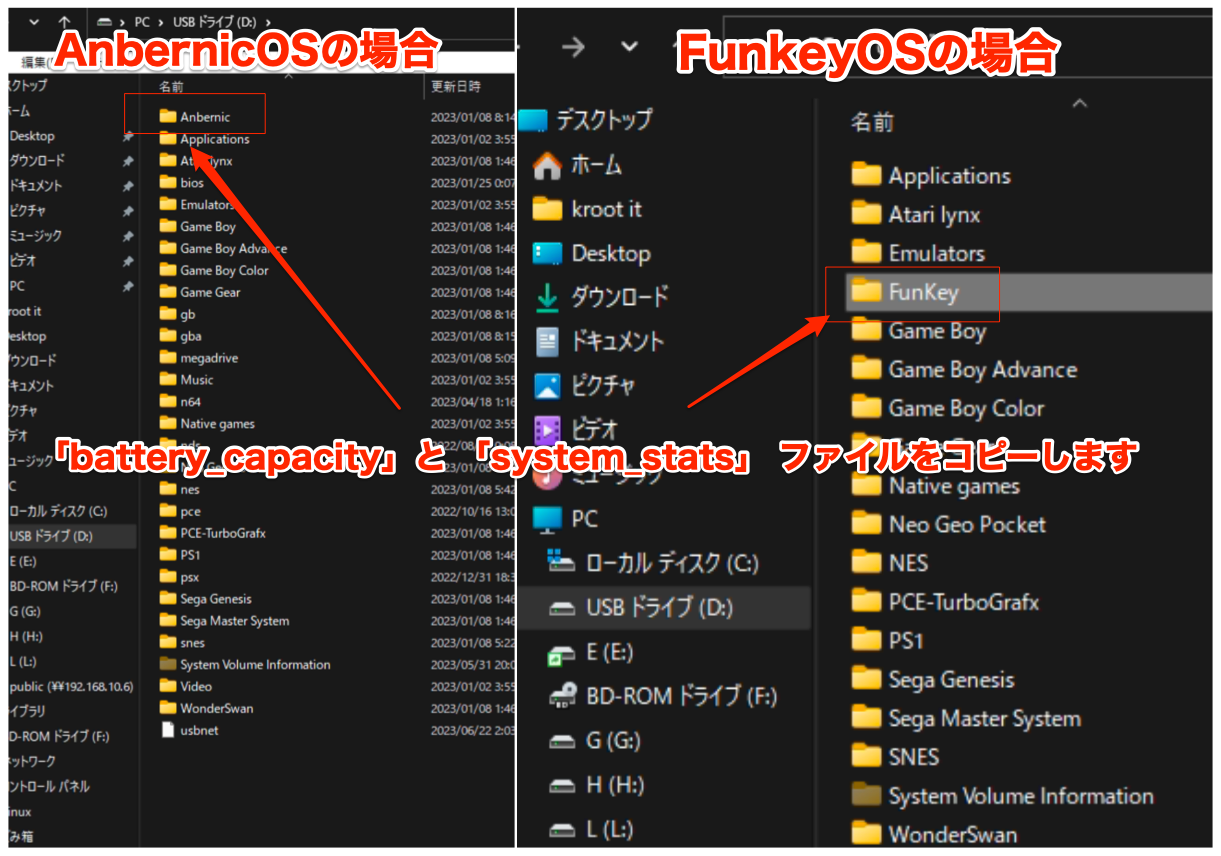 PC
USB ドライブ (D:)
AnbernicOSの場合
編集(
名前
更新日時
Anbernic
2023/01/08 8:14
Applications
2023/01/02 3:55
Atari lynx
2023/01/08 1:46
bios
2023/01/25 0:07
Emulators
2023/01/02 3:55
Game Boy
2023/01/08 1:46
Game Boy Advance
2023/01/08 1:46
Game Boy Color
2023/01/08 1:46
Game Gear
2023/01/08 1:46
gb
2023/01/08 8:16
gba
2023/01/08 8:15
megadrive
2023/01/08 5:09
Music
2023/01/02 3:55
n64
2023/04/18 1:16
Native games
2023/01/02 3:55
nes
2023/01/08 5:42
pce
2022/10/16 13:0
PCE-TurboGrafx
2023/01/08 1:46
PS1
2023/01/08 1:46
psx
2022/12/31 18:3
Sega Genesis
2023/01/08 1:46
Sega Master System
2023/01/08 1:46
snes
2023/01/08 5:22
System Volume Information
2023/05/31 20:0
Video
2023/01/02 3:55
WonderSwan
2023/01/08 1:46
usbnet
2023/06/22 2:03
スクトップ
ーム
Desktop
ダウンロード
ドキュメント
ピクチャ
ミュージック
ビデオ
PC
root it
esktop
ウンロード
キュメント
クチャ
デオ
ュージック
C
ローカル ディスク (C:)
USB ドライブ (D:)
E (E:)
BD-ROM ドライブ (F:)
G (G:)
H (H:)
L (L:)
public (¥¥192.168.10.6)
イブラリ
D-ROM ドライブ (F:)
ットワーク
ントロール パネル
inux
み箱
FunkeyOSの場合
デスクトップ
ホーム
kroot it
Desktop
ダウンロード
ドキュメント
ピクチャ
ビデオ
ミュージック
PC
ローカル ディスク (C:)
USB ドライブ (D:)
E (E:)
BD-ROM ドライブ (F:)
G (G:)
H (H:)
L (L:)
名前
Applications
Atari lynx
Emulators
FunKey
Game Boy
Game Boy Advance
Game Boy Color
Native games
Neo Geo Pocket
NES
PCE-TurboGrafx
PS1
Sega Genesis
Sega Master System
SNES
System Volume Information
WonderSwan
「battery_capacity」と 「system_stats」 ファイルをコピーします